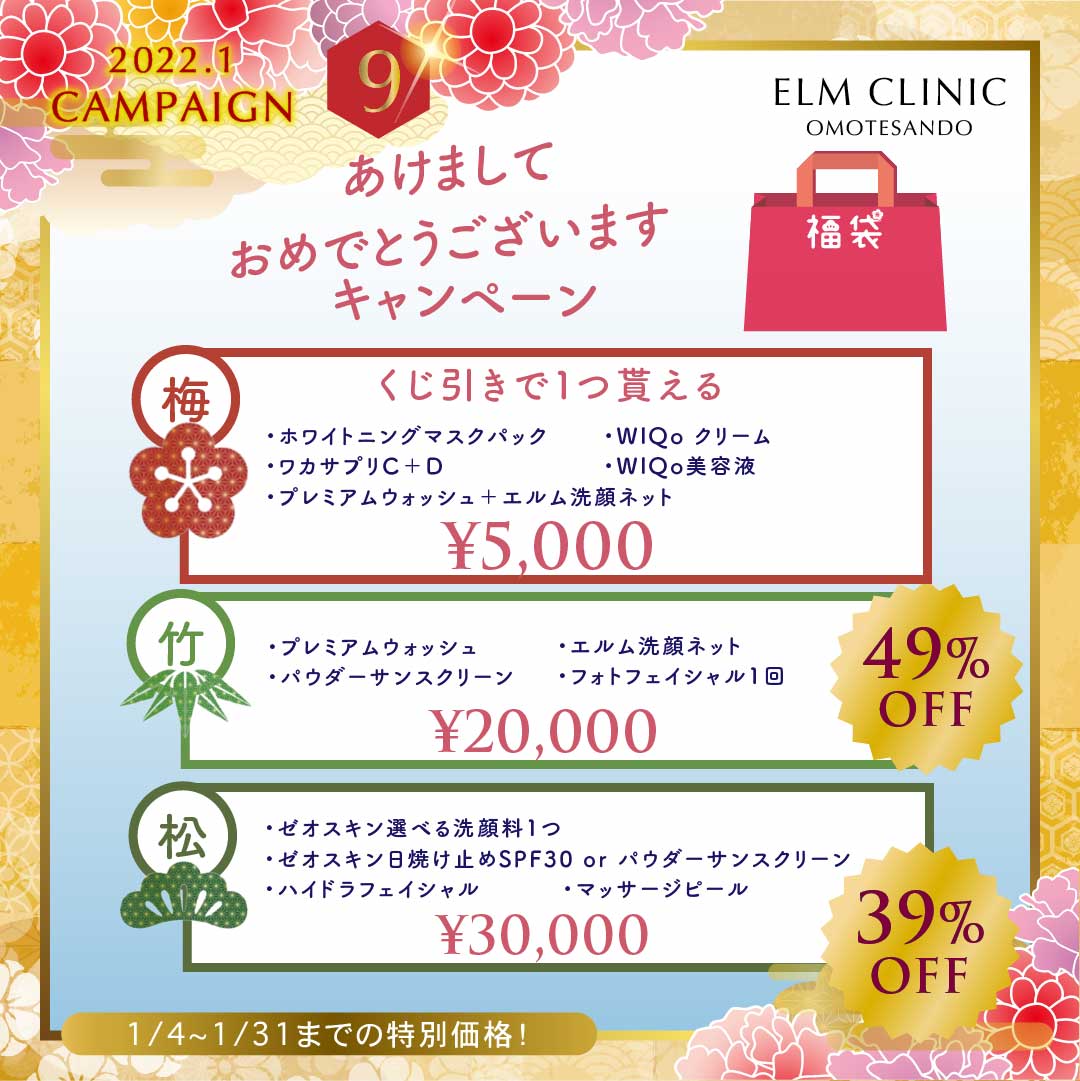 2022.1
CAMPAIGN
9
ELM CLINIC
OMOTESANDO
あけまして
おめでとうございます
キャンペーン
福袋
梅
くじ引きで1つ貰える
・ホワイトニングマスクパック
・WIQo クリーム
・ワカサプリC+D
・WIQo美容液
・プレミアムウォッシュ+エルム洗顔ネット
¥5,000
竹
・プレミアムウォッシュ
・エルム洗顔ネット
・パウダーサンスクリーン
・フォトフェイシャル1回
¥20,000
49%
OFF
松
・ゼオスキン選べる洗顔料1つ
・ゼオスキン日焼け止めSPF30 or パウダーサンスクリーン
・ハイドラフェイシャル
・マッサージピール
¥30,000
39%
OFF
1/4~1/31までの特別価格!